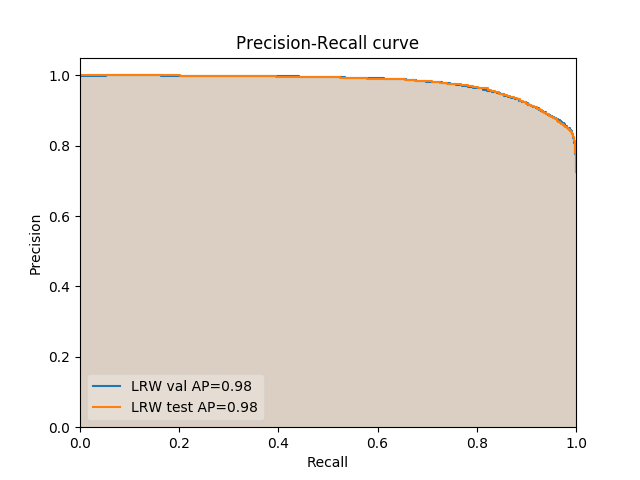 Precision-Recall curve
1.0
0.8
0.6
0.4
0.2
0.0
Precision
LRW val AP=0.98
LRW test AP=0.98
0.0 0.2 0.4 0.6 0.8 1.0
Recall